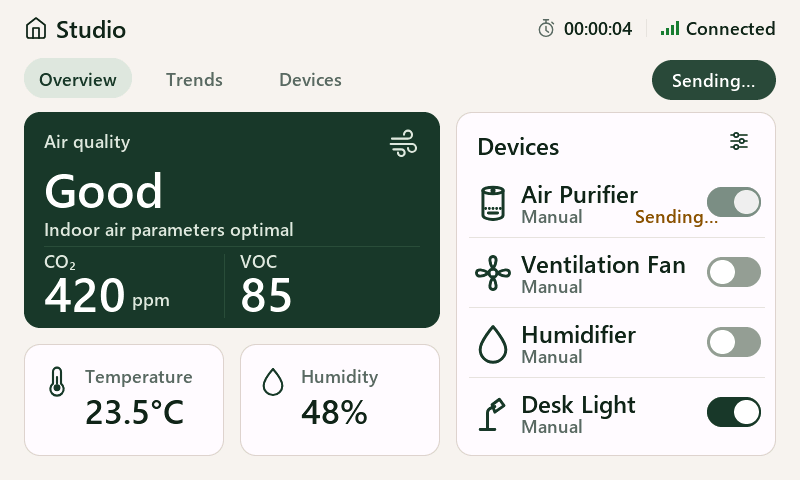 Studio
00:00:04
Connected
Overview
Trends
Devices
Sending...
Air quality
Good
Indoor air parameters optimal
CO₂
420 ppm
VOC
85
Temperature
23.5°C
Humidity
48%
Devices
Air Purifier
Manual
Sending...
Ventilation Fan
Manual
Humidifier
Manual
Desk Light
Manual